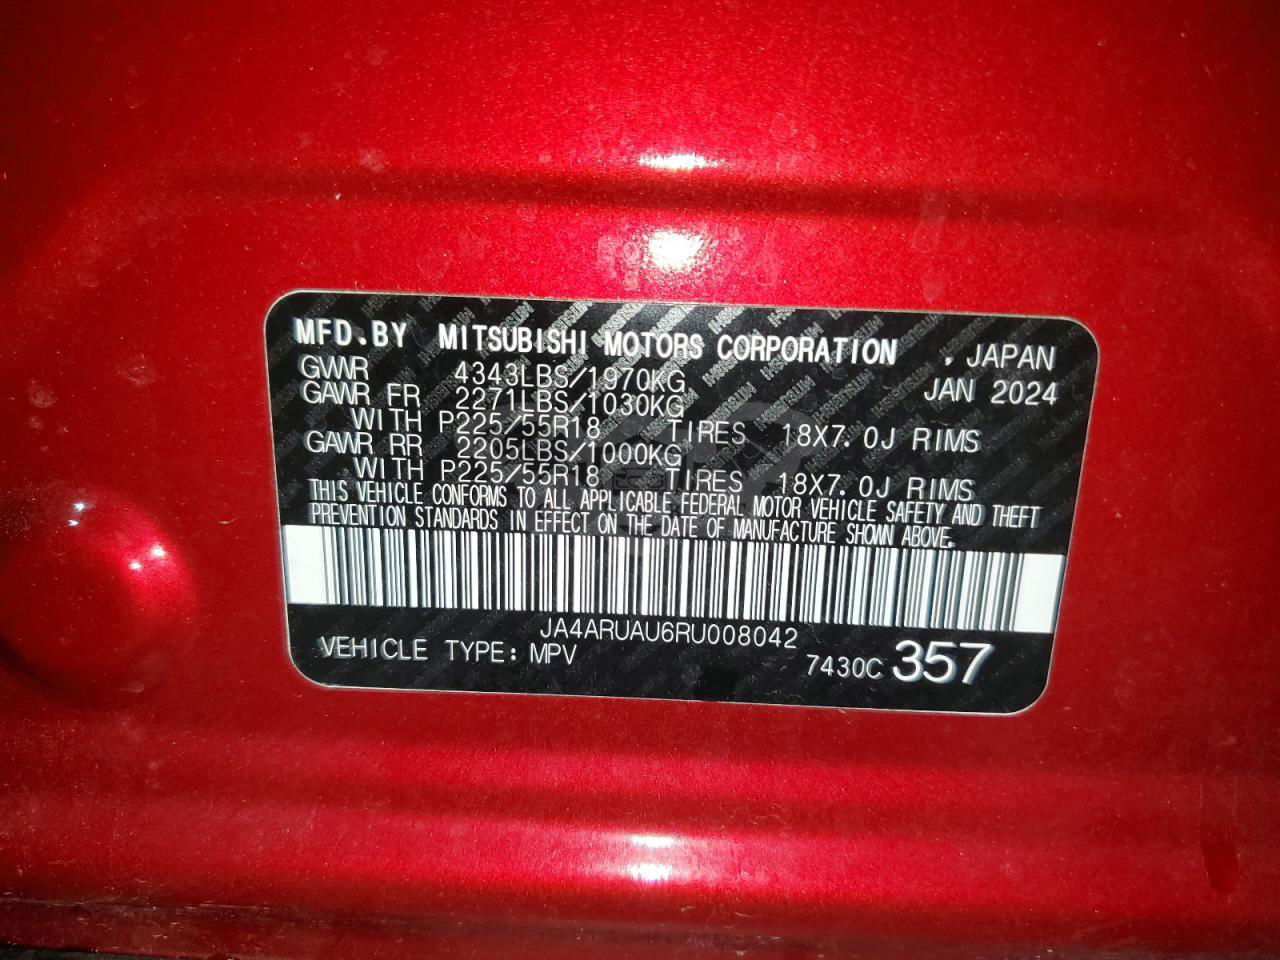 MFD.BY MITSUBISHI MOTORS CORPORATION , JAPAN
GVWR 4343LBS/1970KG JAN 2024
GAWR FR 2271LBS/1030KG
WITH P225/55R18 TIRES 18X7.0J RIMS
GAWR RR 2205LBS/1000KG
WITH P225/55R18 TIRES 18X7.0J RIMS
THIS VEHICLE CONFORMS TO ALL APPLICABLE FEDERAL MOTOR VEHICLE SAFETY AND THEFT
PREVENTION STANDARDS IN EFFECT ON THE DATE OF MANUFACTURE SHOWN ABOVE.
JA4ARUAU6RU008042
VEHICLE TYPE: MPV 7430C 357